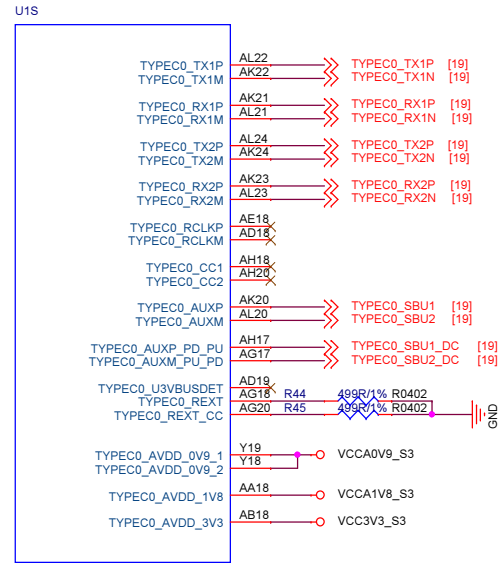 U1S
TYPEC0_TX1P AL22 TYPEC0_TX1P [19]
TYPEC0_TX1M AK22 TYPEC0_TX1N [19]
TYPEC0_RX1P AK21 TYPEC0_RX1P [19]
TYPEC0_RX1M AL21 TYPEC0_RX1N [19]
TYPEC0_TX2P AL24 TYPEC0_TX2P [19]
TYPEC0_TX2M AK24 TYPEC0_TX2N [19]
TYPEC0_RX2P AK23 TYPEC0_RX2P [19]
TYPEC0_RX2M AL23 TYPEC0_RX2N [19]
TYPEC0_RCLKP AE18
TYPEC0_RCLKM AD18
TYPEC0_CC1 AH18
TYPEC0_CC2 AH20
TYPEC0_AUXP AK20 TYPEC0_SBU1 [19]
TYPEC0_AUXM AL20 TYPEC0_SBU2 [19]
TYPEC0_AUXP_PD_PU AH17 TYPEC0_SBU1_DC [19]
TYPEC0_AUXM_PU_PD AG17 TYPEC0_SBU2_DC [19]
TYPEC0_U3VBUSDET AD19
TYPEC0_REXT AG18 R44 499R/1% R0402
TYPEC0_REXT_CC AG20 R45 499R/1% R0402
GND
TYPEC0_AVDD_0V9_1 Y19 VCCA0V9_S3
TYPEC0_AVDD_0V9_2 Y18
TYPEC0_AVDD_1V8 AA18 VCCA1V8_S3
TYPEC0_AVDD_3V3 AB18 VCC3V3_S3